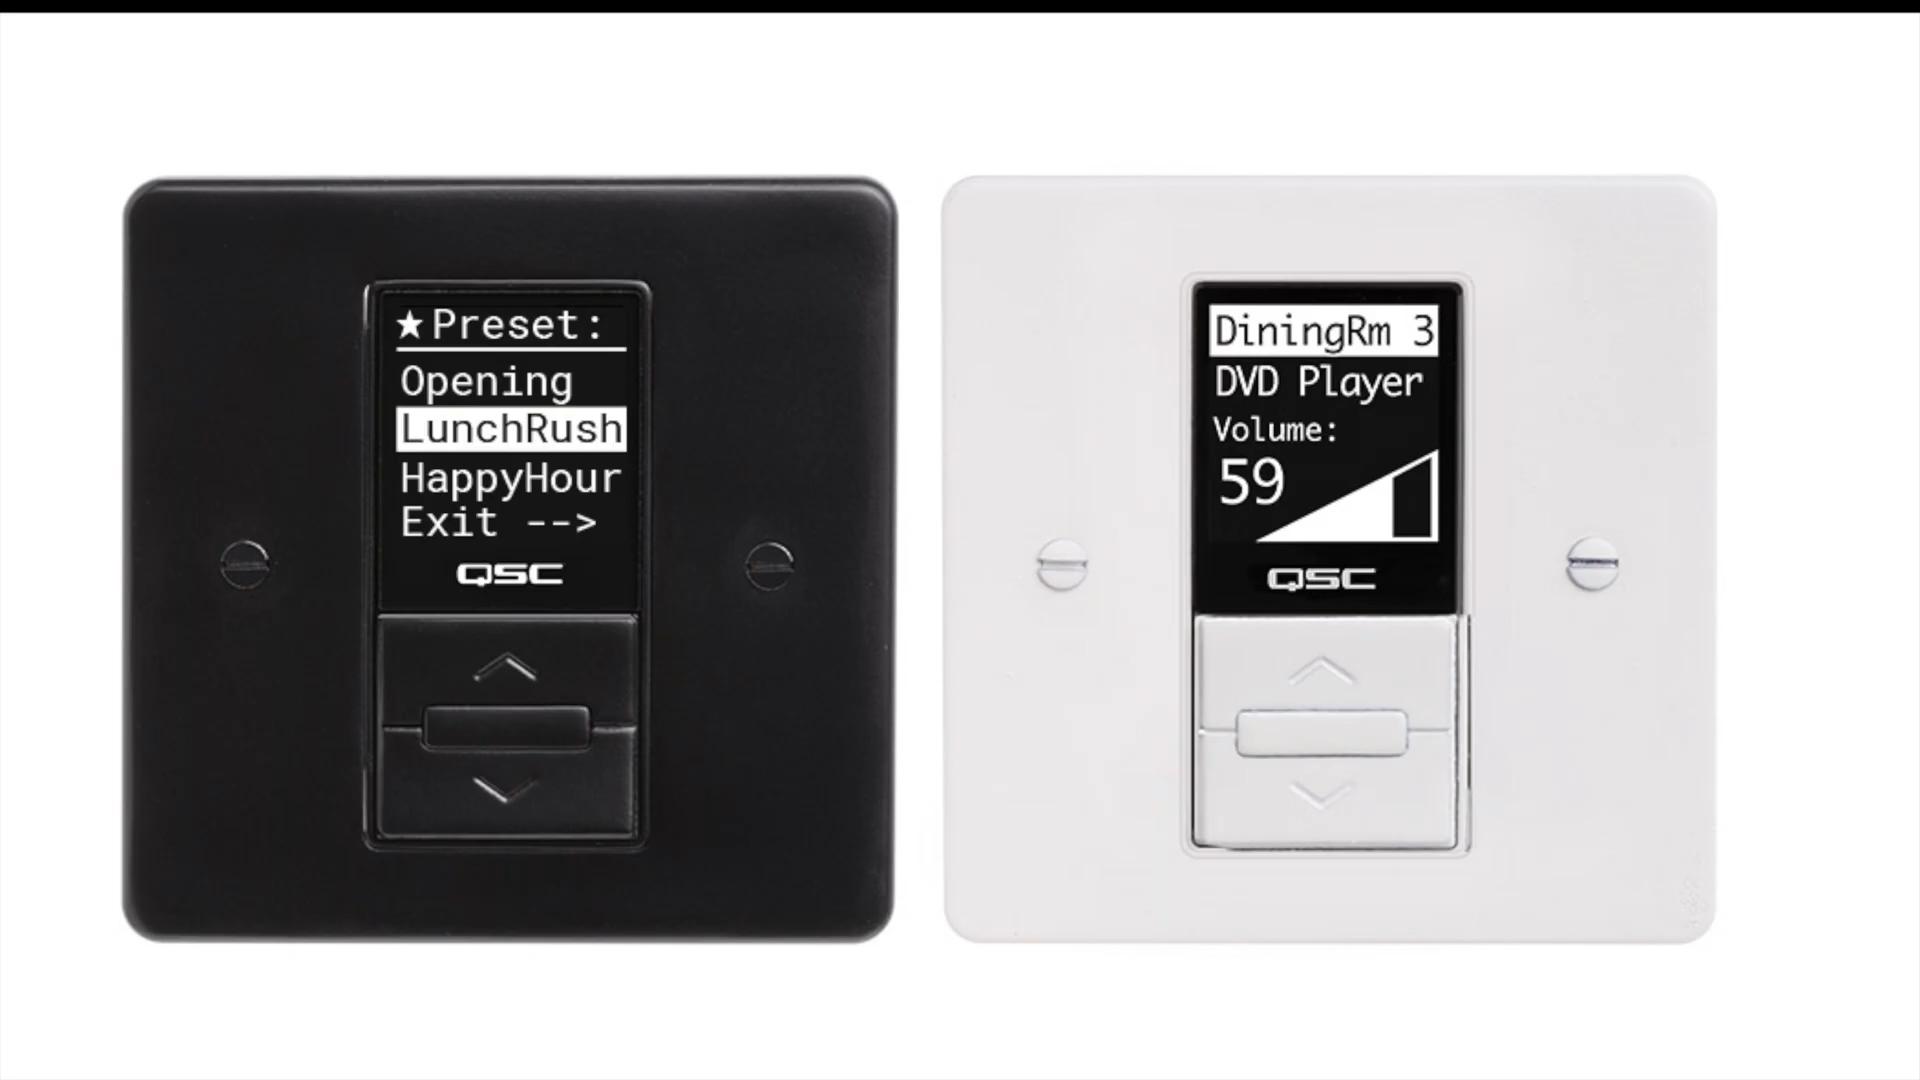 ★Preset:
Opening
LunchRush
HappyHour
Exit -->
QSC
DiningRm 3
DVD Player
Volume:
59
QSC